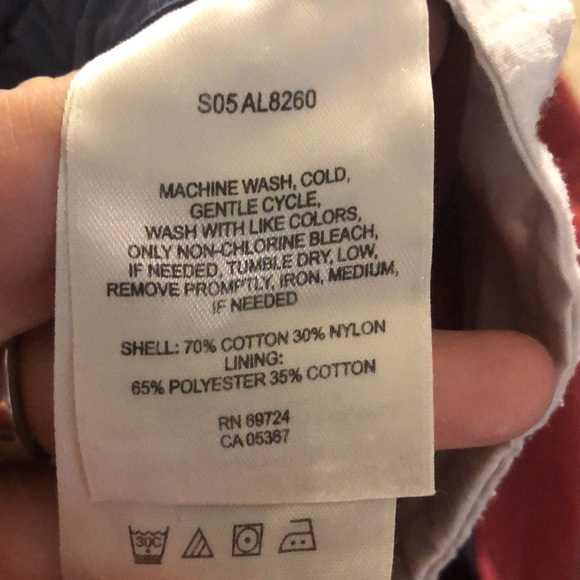 S05 AL8260
MACHINE WASH, COLD,
GENTLE CYCLE,
WASH WITH LIKE COLORS,
ONLY NON-CHLORINE BLEACH,
IF NEEDED, TUMBLE DRY, LOW,
REMOVE PROMPTLY, IRON, MEDIUM,
IF NEEDED
SHELL: 70% COTTON 30% NYLON
LINING:
65% POLYESTER 35% COTTON
RN 69724
CA 05387
30C